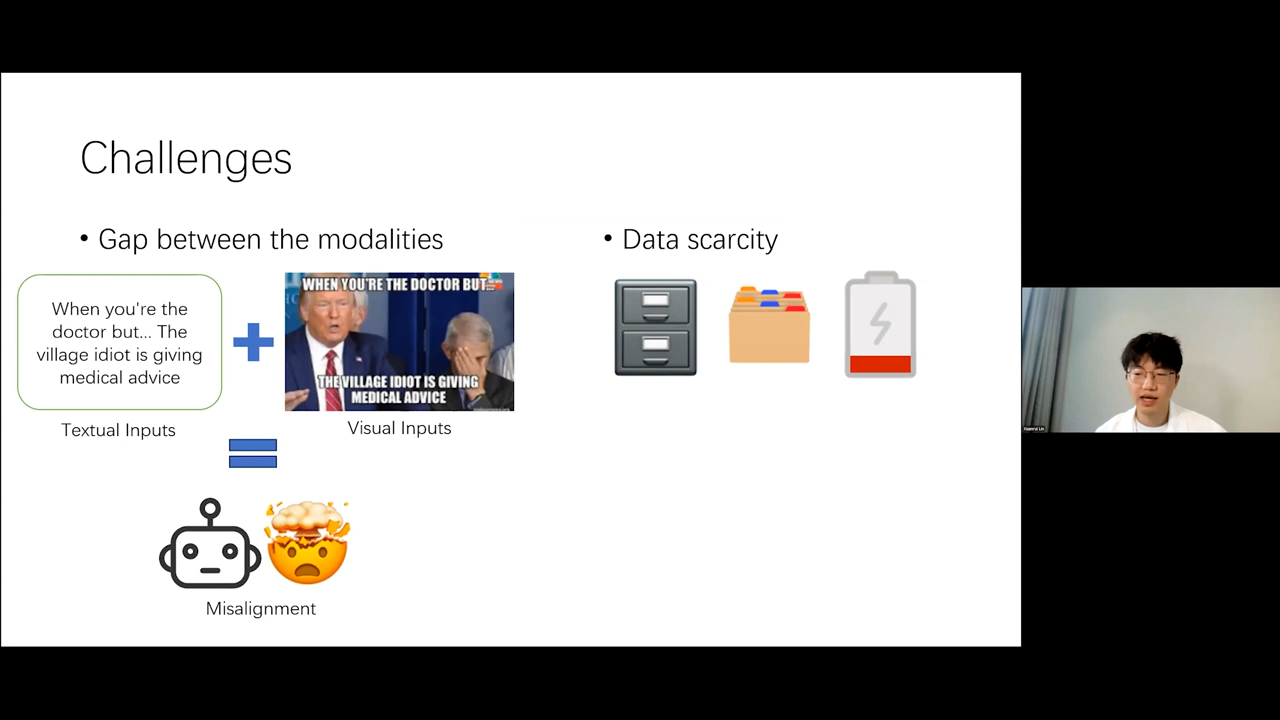 Challenges
• Gap between the modalities
When you're the
doctor but... The
village idiot is giving
medical advice
Textual Inputs
WHEN YOU'RE THE DOCTOR BUT...
THE VILLAGE IDIOT IS GIVING
MEDICAL ADVICE
Visual Inputs
Misalignment
• Data scarcity